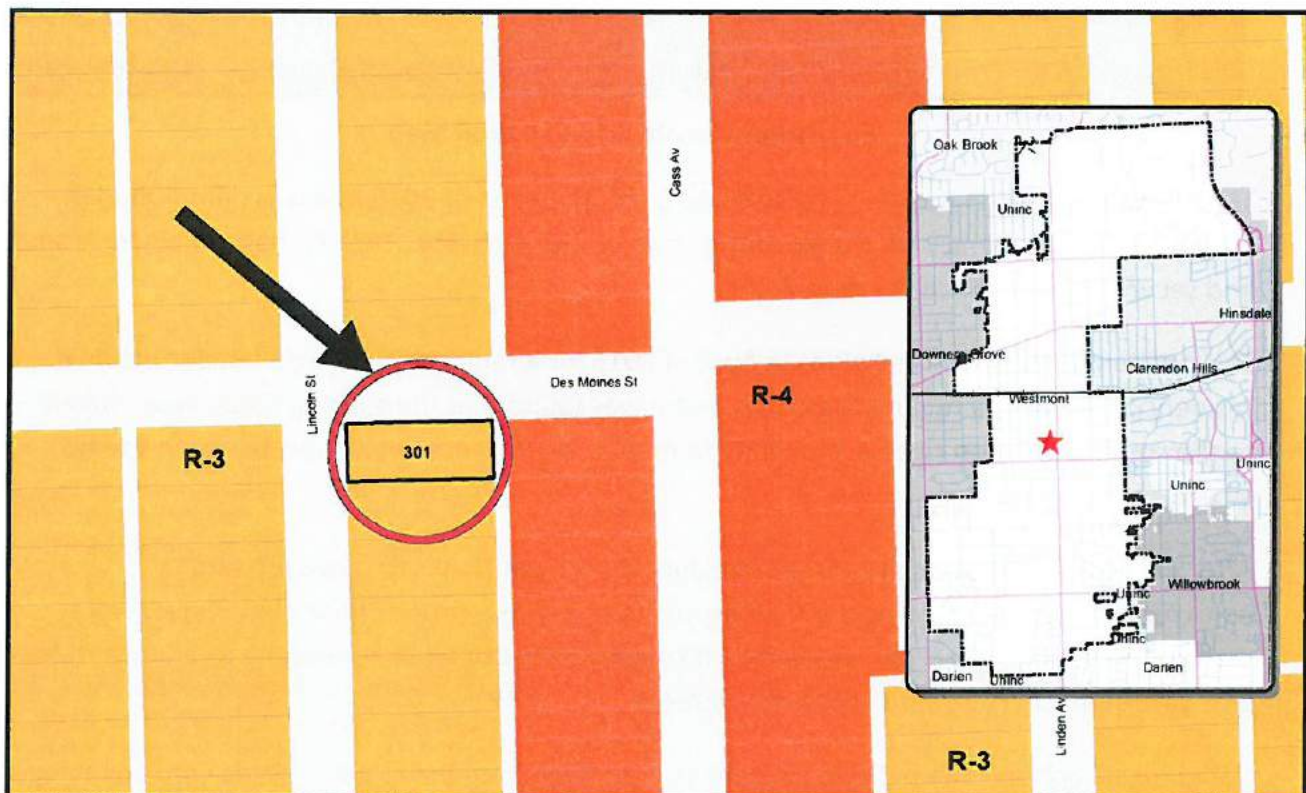 Cass Av
Des Moines St
R-4
Lincoln St
301
R-3
Linden Av
R-3
Oak Brook
Uninc
Hinsdale
Downers Grove
Clarendon Hills
Westmont
Uninc
Uninc
Willowbrook
Uninc
Uninc
Darien
Uninc
Darien